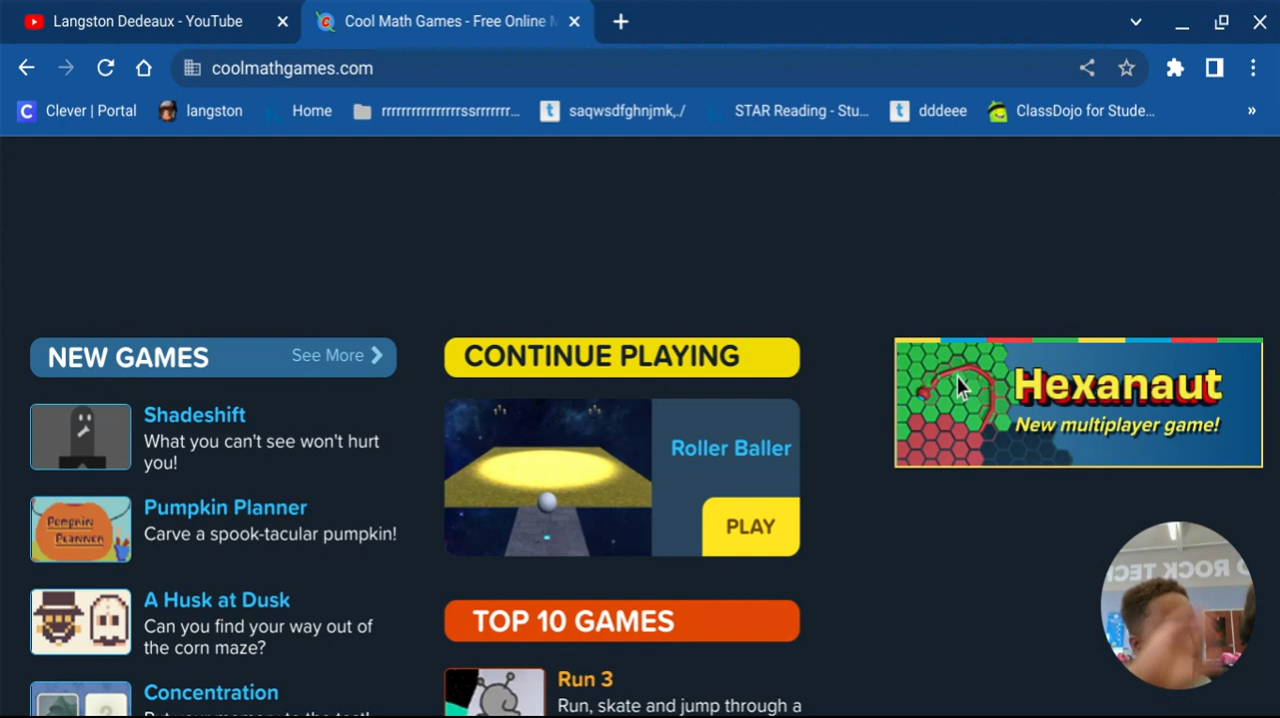 Langston Dedeaux - YouTube
Cool Math Games - Free Online
coolmathgames.com
Clever | Portal
langston
Home
rrrrrrrrrrrrrrrssrrrrrrr...
saqwsdfghnjmk,./
STAR Reading - Stu...
dddeee
ClassDojo for Stude...
NEW GAMES
See More
Shadeshift
What you can't see won't hurt
you!
Pumpkin
Planner
Pumpkin Planner
Carve a spook-tacular pumpkin!
A Husk at Dusk
Can you find your way out of
the corn maze?
Concentration
CONTINUE PLAYING
Roller Baller
PLAY
TOP 10 GAMES
Run 3
Run, skate and jump through a
Hexanaut
New multiplayer game!
ROCK TEC